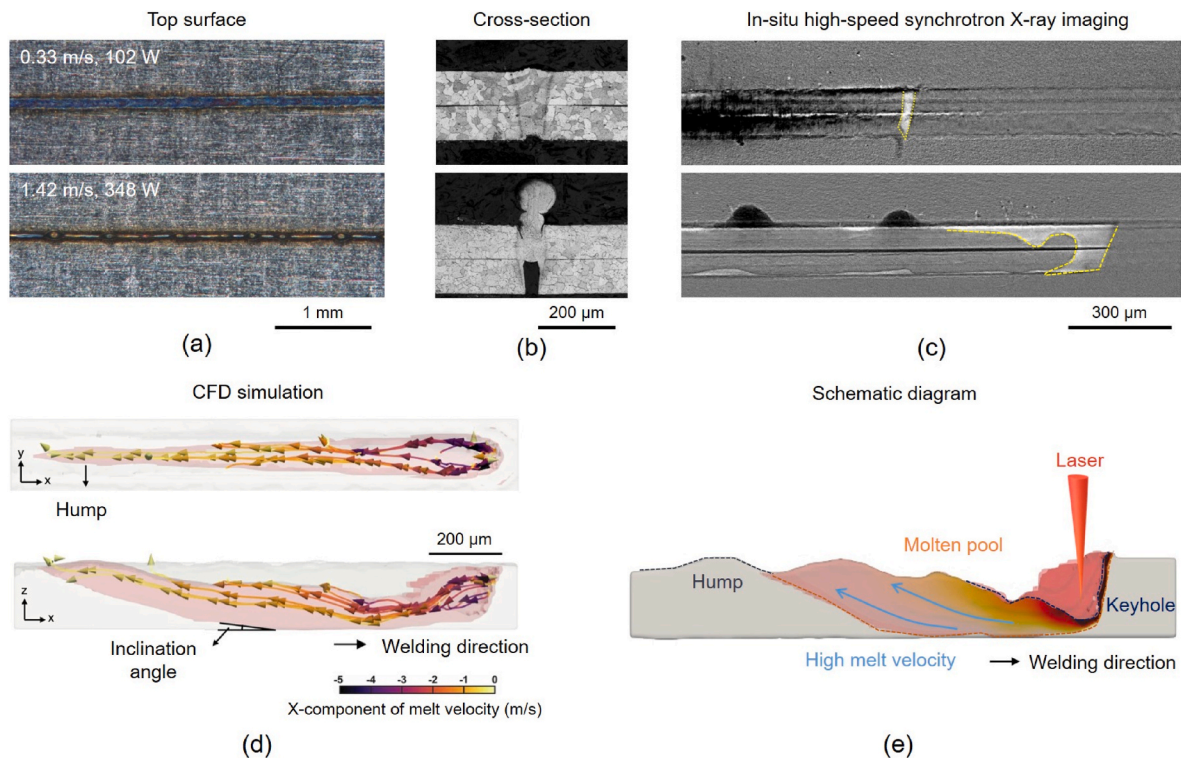 Top surface
Cross-section
In-situ high-speed synchrotron X-ray imaging
0.33 m/s, 102 W
1.42 m/s, 348 W
1 mm
200 µm
300 µm
(a)
(b)
(c)
CFD simulation
Schematic diagram
y
x
Hump
200 µm
z
x
Inclination
angle
Welding direction
-5
-4
-3
-2
-1
0
X-component of melt velocity (m/s)
Laser
Molten pool
Hump
Keyhole
High melt velocity
Welding direction
(d)
(e)